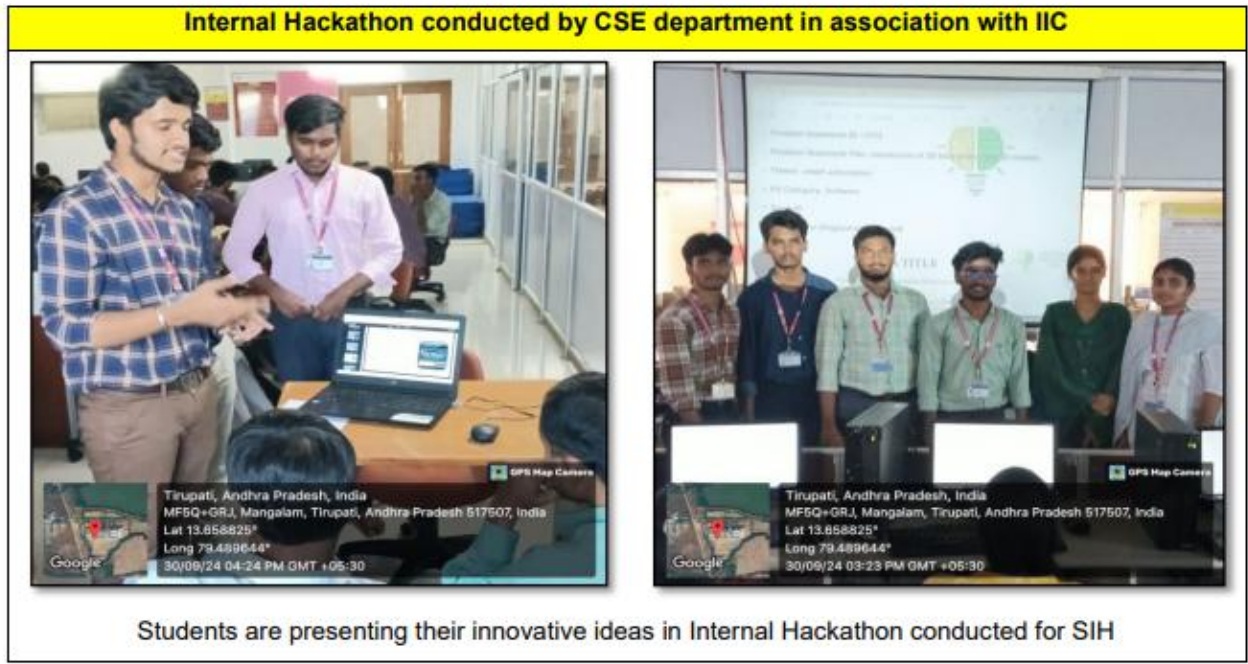 Internal Hackathon conducted by CSE department in association with IIC
GPS Map Camera
Tirupati, Andhra Pradesh, India
MF5Q+GRJ, Mangalam, Tirupati, Andhra Pradesh 517507, India
Lat 13.658825°
Long 79.489644°
30/09/24 04:24 PM GMT +05:30
Google
TITLE
GPS Map Camera
Tirupati, Andhra Pradesh, India
MF5Q+GRJ, Mangalam, Tirupati, Andhra Pradesh 517507, India
Lat 13.658825°
Long 79.489644°
30/09/24 03:23 PM GMT +05:30
Google
Students are presenting their innovative ideas in Internal Hackathon conducted for SIH